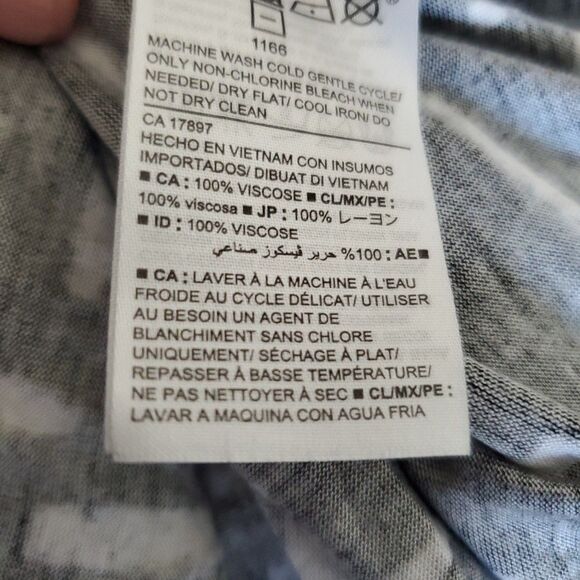 1166
MACHINE WASH COLD GENTLE CYCLE/
ONLY NON-CHLORINE BLEACH WHEN
NEEDED/ DRY FLAT/ COOL IRON/ DO
NOT DRY CLEAN
CA 17897
HECHO EN VIETNAM CON INSUMOS
IMPORTADOS/ DIBUAT DI VIETNAM
■ CA : 100% VISCOSE ■ CL/MX/PE :
100% viscosa ■ JP : 100% レーヨン
■ ID : 100% VISCOSE
■AE : 100% حرير فيسكوز صناعي
■ CA : LAVER À LA MACHINE À L'EAU
FROIDE AU CYCLE DÉLICAT/ UTILISER
AU BESOIN UN AGENT DE
BLANCHIMENT SANS CHLORE
UNIQUEMENT/ SÉCHAGE À PLAT/
REPASSER À BASSE TEMPÉRATURE/
NE PAS NETTOYER À SEC ■ CL/MX/PE :
LAVAR A MAQUINA CON AGUA FRIA